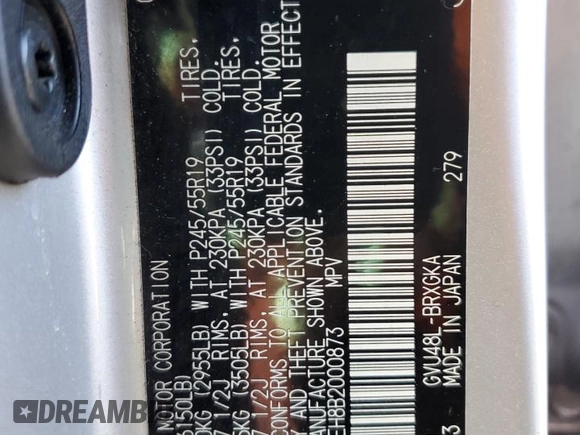 MOTOR CORPORATION
6150LB)
KG (2955LB) WITH P245/55R19 TIRES,
7 1/2J RIMS, AT 230KPA (33PSI) COLD.
KG (3505LB) WITH P245/55R19 TIRES,
7 1/2J RIMS, AT 230KPA (33PSI) COLD.
CONFORMS TO ALL APPLICABLE FEDERAL MOTOR
Y AND THEFT PREVENTION STANDARDS IN EFFECT
ANUFACTURE SHOWN ABOVE.
EH8B2000873 MPV
GVU48L-BRXGKA
MADE IN JAPAN 279
© DealerCenter